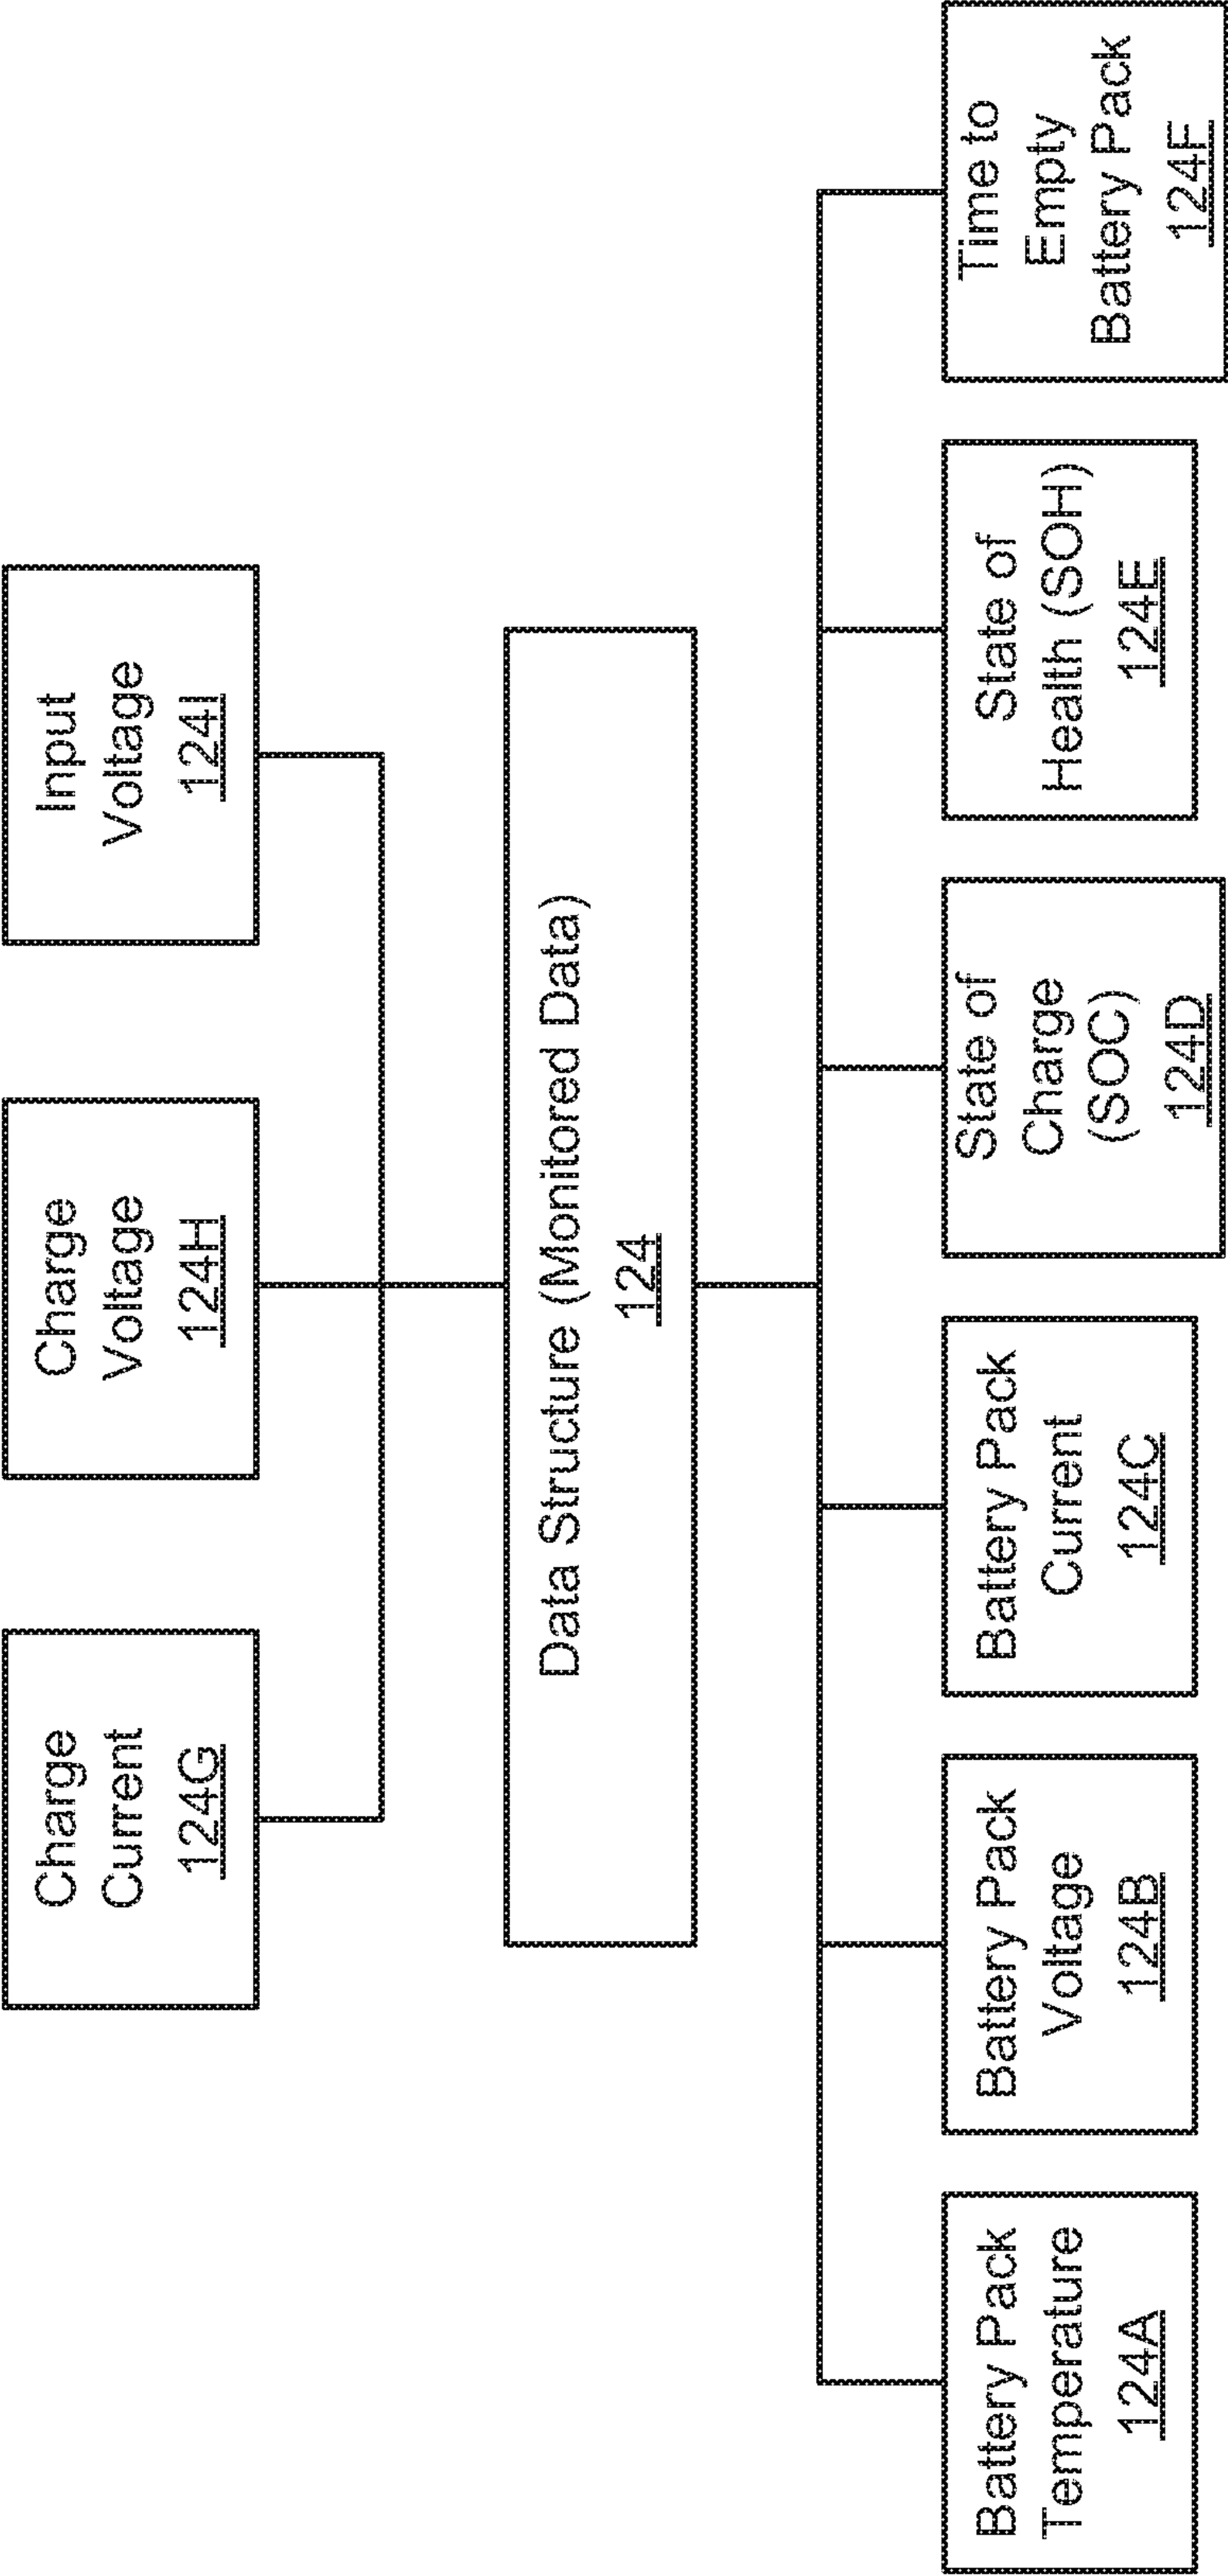 Charge
Current
124G
Charge
Voltage
124H
Input
Voltage
124I
Data Structure (Monitored Data)
124
Battery Pack
Temperature
124A
Battery Pack
Voltage
124B
Battery Pack
Current
124C
State of
Charge
(SOC)
124D
State of
Health (SOH)
124E
Time to
Empty
Battery Pack
124F